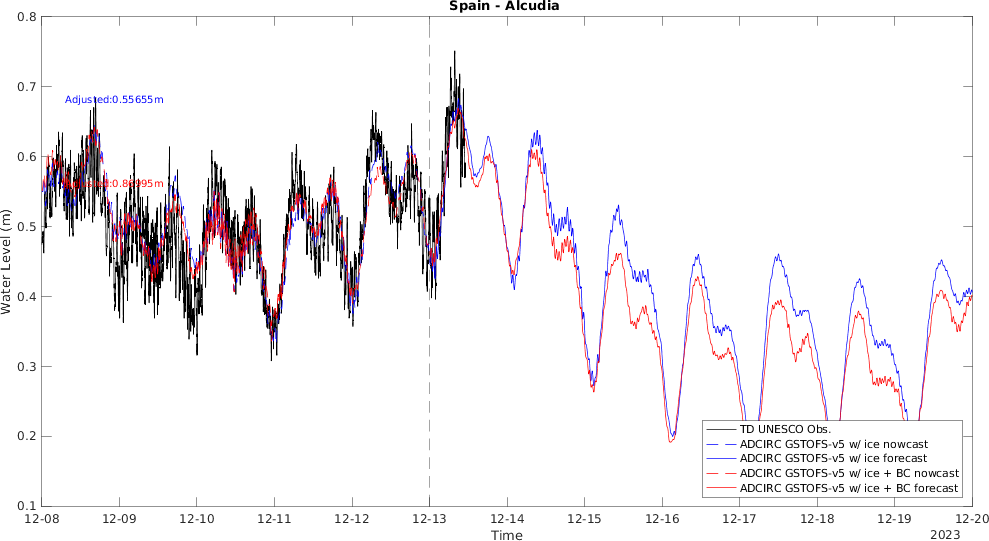 Spain - Alcudia
0.8
0.7
0.6
0.5
0.4
0.3
0.2
0.1
Water Level (m)
Adjusted:0.55655m
TD UNESCO Obs.
ADCIRC GSTOFS-v5 w/ ice nowcast
ADCIRC GSTOFS-v5 w/ ice forecast
ADCIRC GSTOFS-v5 w/ ice + BC nowcast
ADCIRC GSTOFS-v5 w/ ice + BC forecast
12-08 12-09 12-10 12-11 12-12 12-13 12-14 12-15 12-16 12-17 12-18 12-19 12-20
Time
2023